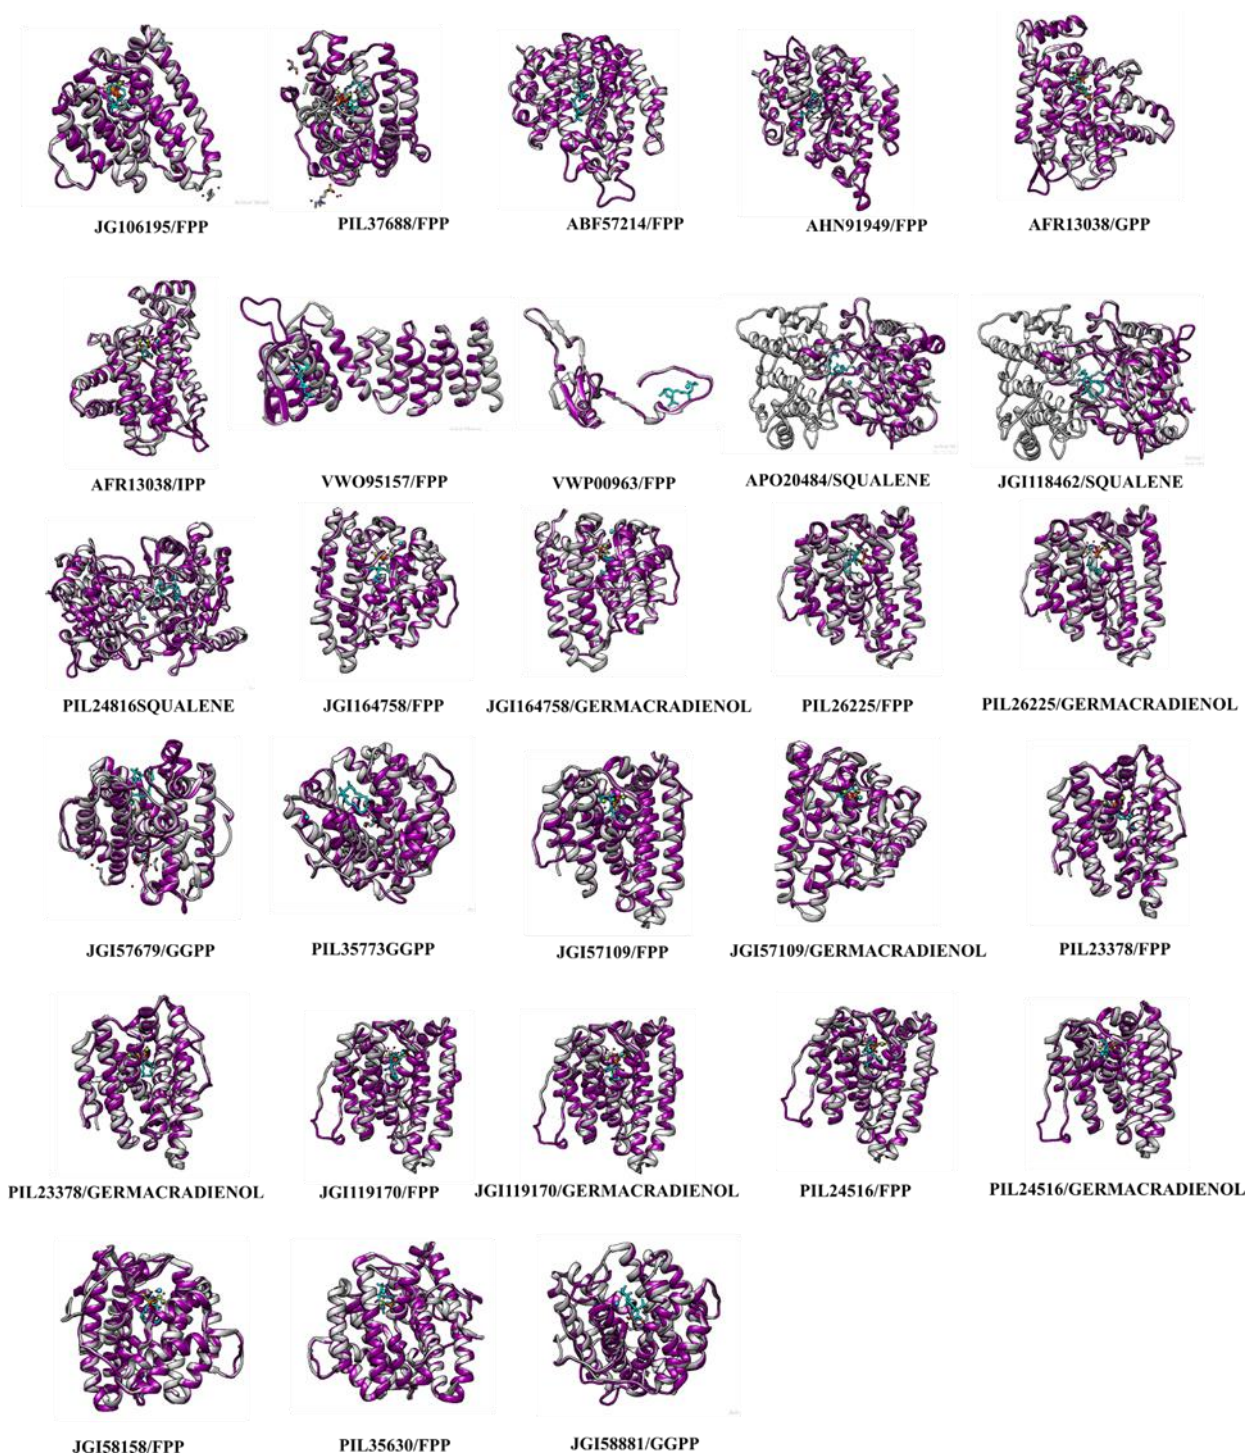 JG106195/FPP
PIL37688/FPP
ABF57214/FPP
AHN91949/FPP
AFR13038/GPP
AFR13038/IPP
VWO95157/FPP
VWP00963/FPP
APO20484/SQUALENE
JGI118462/SQUALENE
PIL24816SQUALENE
JGI164758/FPP
JGI164758/GERMACRADIENOL
PIL26225/FPP
PIL26225/GERMACRADIENOL
JGI57679/GGPP
PIL35773GGPP
JGI57109/FPP
JGI57109/GERMACRADIENOL
PIL23378/FPP
PIL23378/GERMACRADIENOL
JGI119170/FPP
JGI119170/GERMACRADIENOL
PIL24516/FPP
PIL24516/GERMACRADIENOL
JGI58158/FPP
PIL35630/FPP
JGI58881/GGPP